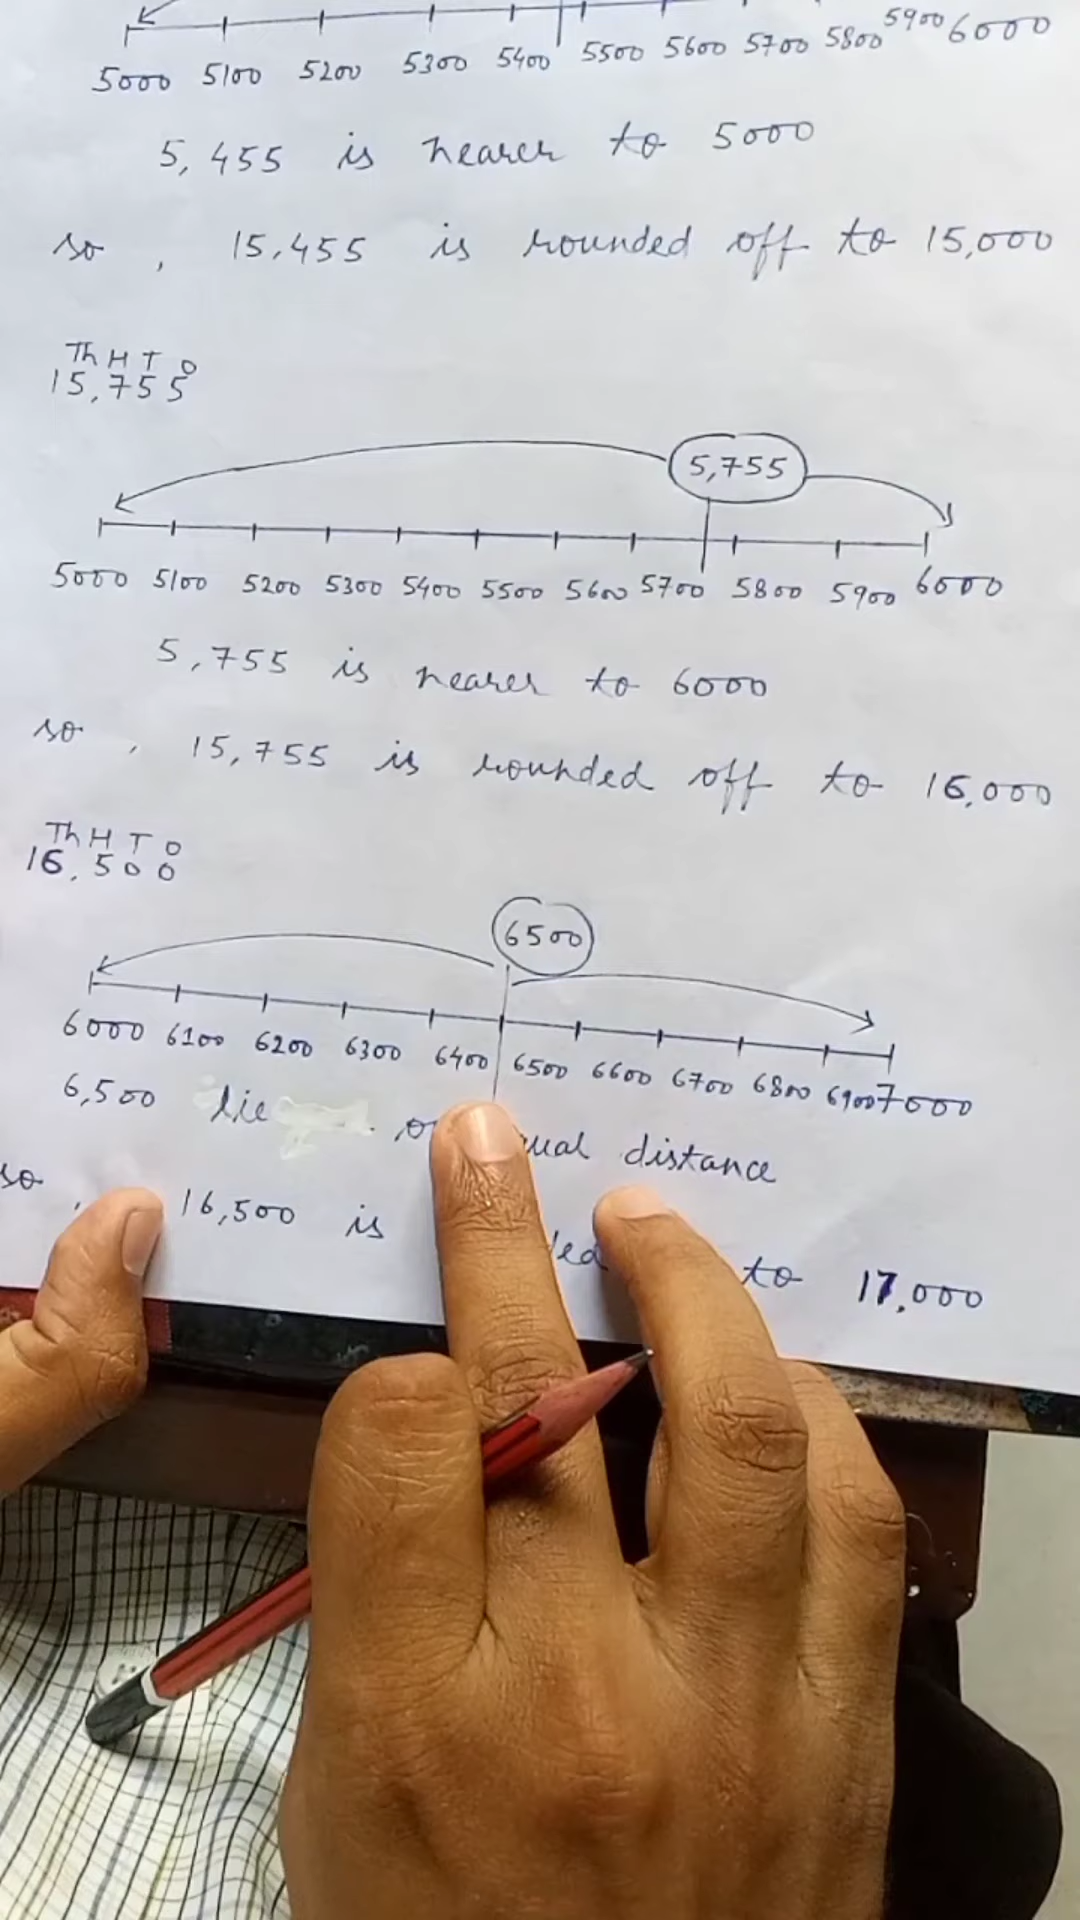 5000 5100 5200 5300 5400 5500 5600 5700 5800 5900 6000
5,455 is nearer to 5000
so, 15,455 is rounded off to 15,000
Th H T O
15,755
5,755
5000 5100 5200 5300 5400 5500 5600 5700 5800 5900 6000
5,755 is nearer to 6000
so, 15,755 is rounded off to 16,000
Th H T O
16,500
6500
6000 6100 6200 6300 6400 6500 6600 6700 6800 6900 7000
6,500 lie distance
so, 16,500 is to 17,000